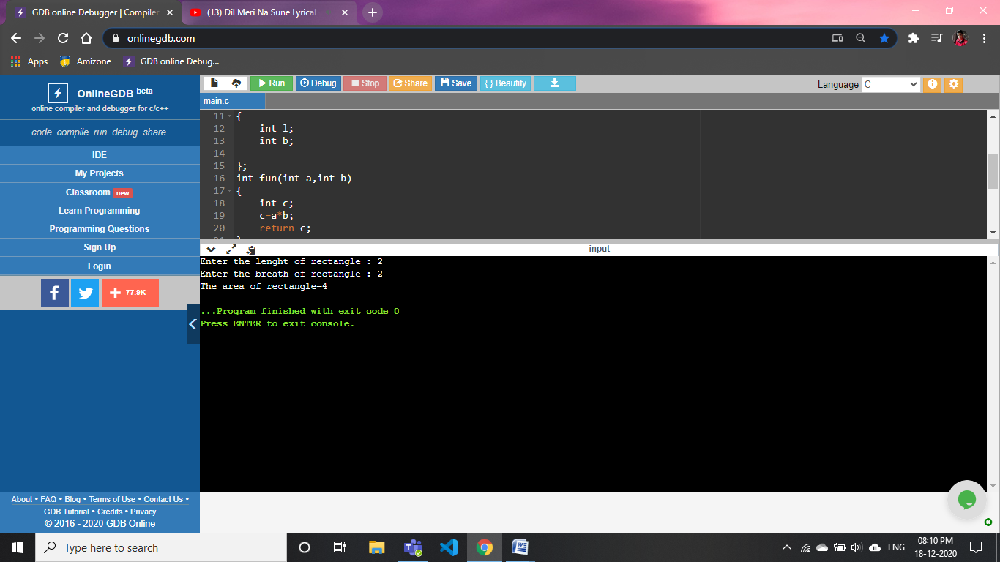 GDB online Debugger | Compiler
(13) Dil Meri Na Sune Lyrical
onlinegdb.com
Apps
Amizone
GDB online Debug...
OnlineGDB beta
online compiler and debugger for c/c++
code. compile. run. debug. share.
IDE
My Projects
Classroom new
Learn Programming
Programming Questions
Sign Up
Login
77.9K
About • FAQ • Blog • Terms of Use • Contact Us •
GDB Tutorial • Credits • Privacy
© 2016 - 2020 GDB Online
Run
Debug
Stop
Share
Save
{ } Beautify
Language C
main.c
11 {
12 int l;
13 int b;
14
15 };
16 int fun(int a,int b)
17 {
18 int c;
19 c=a*b;
20 return c;
21 }
input
Enter the lenght of rectangle : 2
Enter the breath of rectangle : 2
The area of rectangle=4
...Program finished with exit code 0
Press ENTER to exit console.
Type here to search
ENG
08:10 PM
18-12-2020